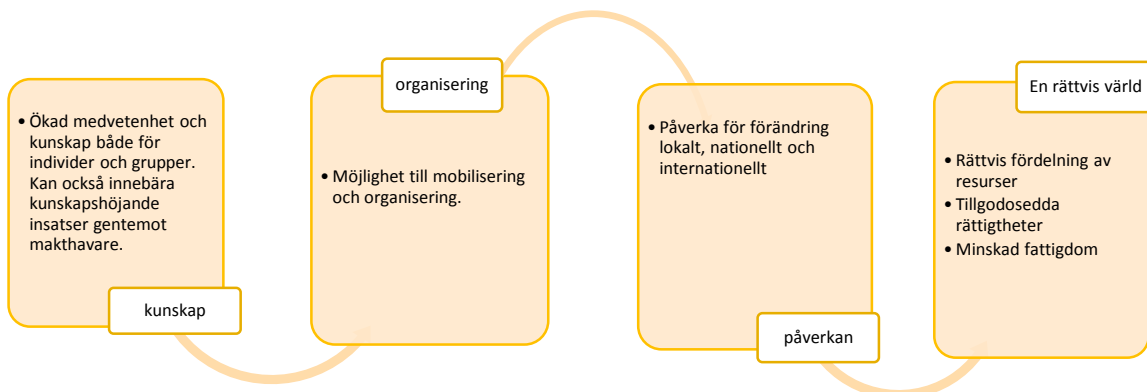 • Ökad medvetenhet och
kunskap både för
individer och grupper.
Kan också innebära
kunskapshöjande
insatser gentemot
makthavare.
kunskap
organisering
• Möjlighet till mobilisering
och organisering.
• Påverka för förändring
lokalt, nationellt och
internationellt
påverkan
En rättvis värld
• Rättvis fördelning av
resurser
• Tillgodosedda
rättigtheter
• Minskad fattigdom